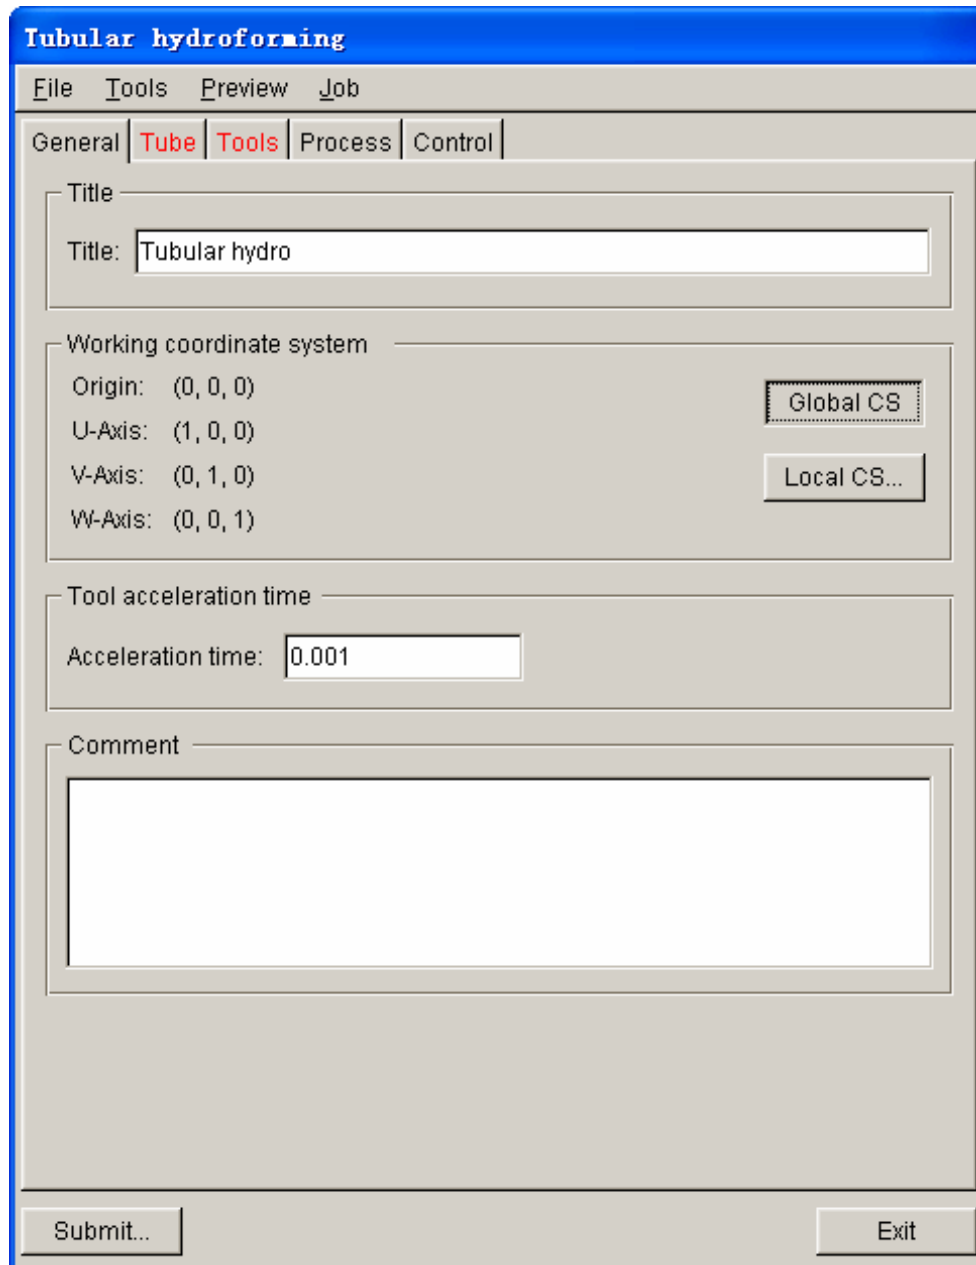 Tubular hydroforming
File Tools Preview Job
General Tube Tools Process Control
Title
Title: Tubular hydro
Working coordinate system
Origin: (0, 0, 0)
Global CS
U-Axis: (1, 0, 0)
V-Axis: (0, 1, 0)
Local CS...
W-Axis: (0, 0, 1)
Tool acceleration time
Acceleration time: 0.001
Comment
Submit... Exit